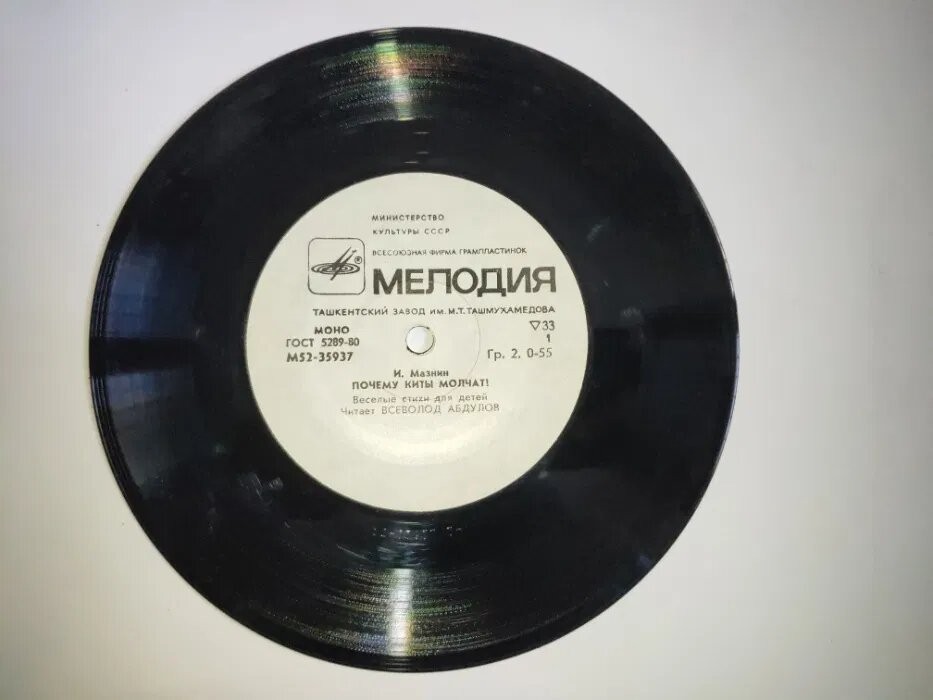 МИНИСТЕРСТВО
КУЛЬТУРЫ СССР
ВСЕСОЮЗНАЯ ФИРМА ГРАМПЛАСТИНОК
® МЕЛОДИЯ
ТАШКЕНТСКИЙ ЗАВОД ИМ. М.Т. ТАШМУХАМЕДОВА
МОНО ▽33
ГОСТ 5289-80 1
М52-35937 Гр. 2, 0-55
И. Мазнин
ПОЧЕМУ КИТЫ МОЛЧАТ!
Веселые стихи для детей
Читает ВСЕВОЛОД АБДУЛОВ